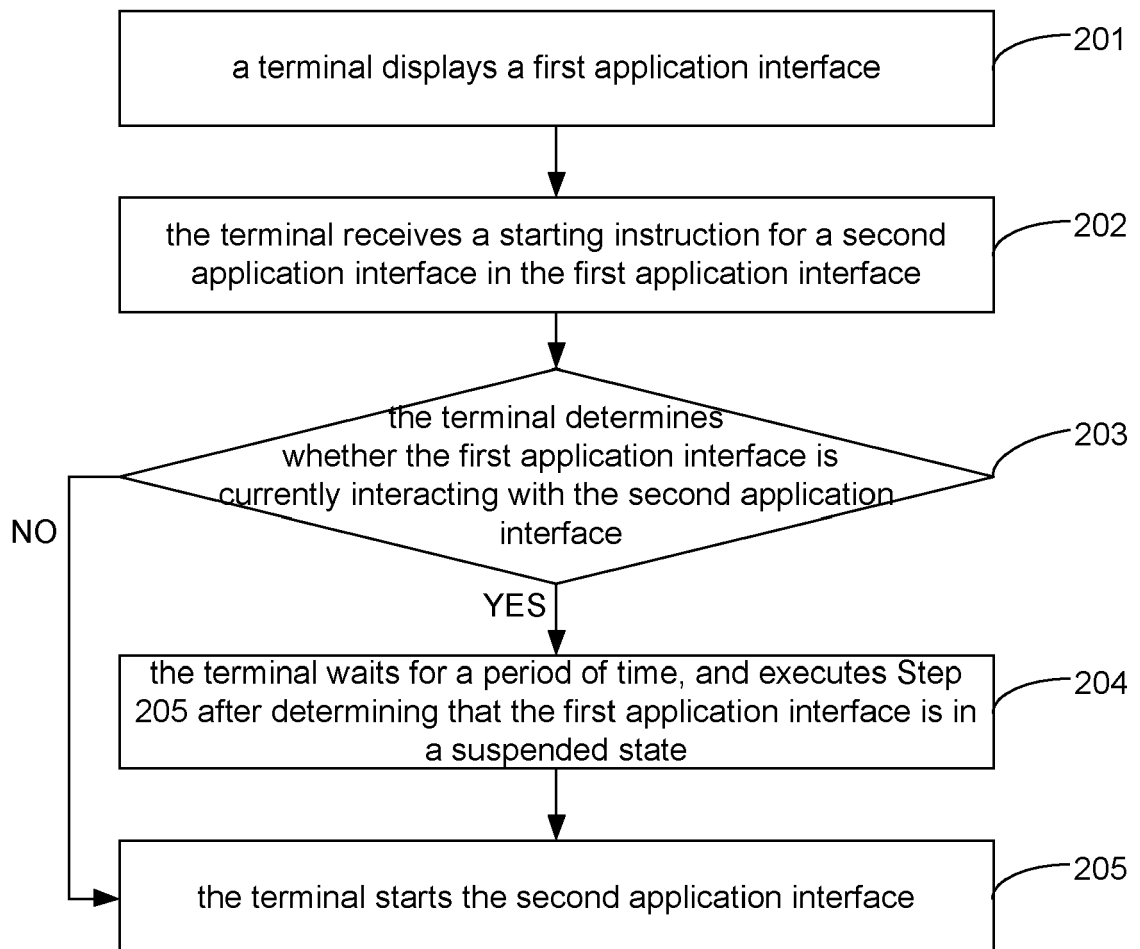 a terminal displays a first application interface
201
the terminal receives a starting instruction for a second
application interface in the first application interface
202
the terminal determines
whether the first application interface is
currently interacting with the second application
interface
203
NO
YES
the terminal waits for a period of time, and executes Step
205 after determining that the first application interface is in
a suspended state
204
the terminal starts the second application interface
205